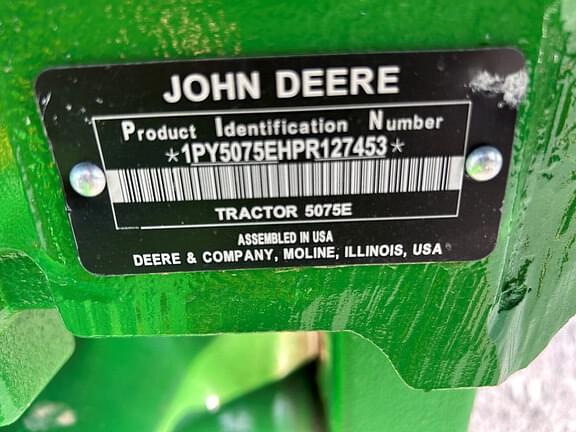 JOHN DEERE
Product Identification Number
*1PY5075EHPR127453*
TRACTOR 5075E
ASSEMBLED IN USA
DEERE & COMPANY, MOLINE, ILLINOIS, USA